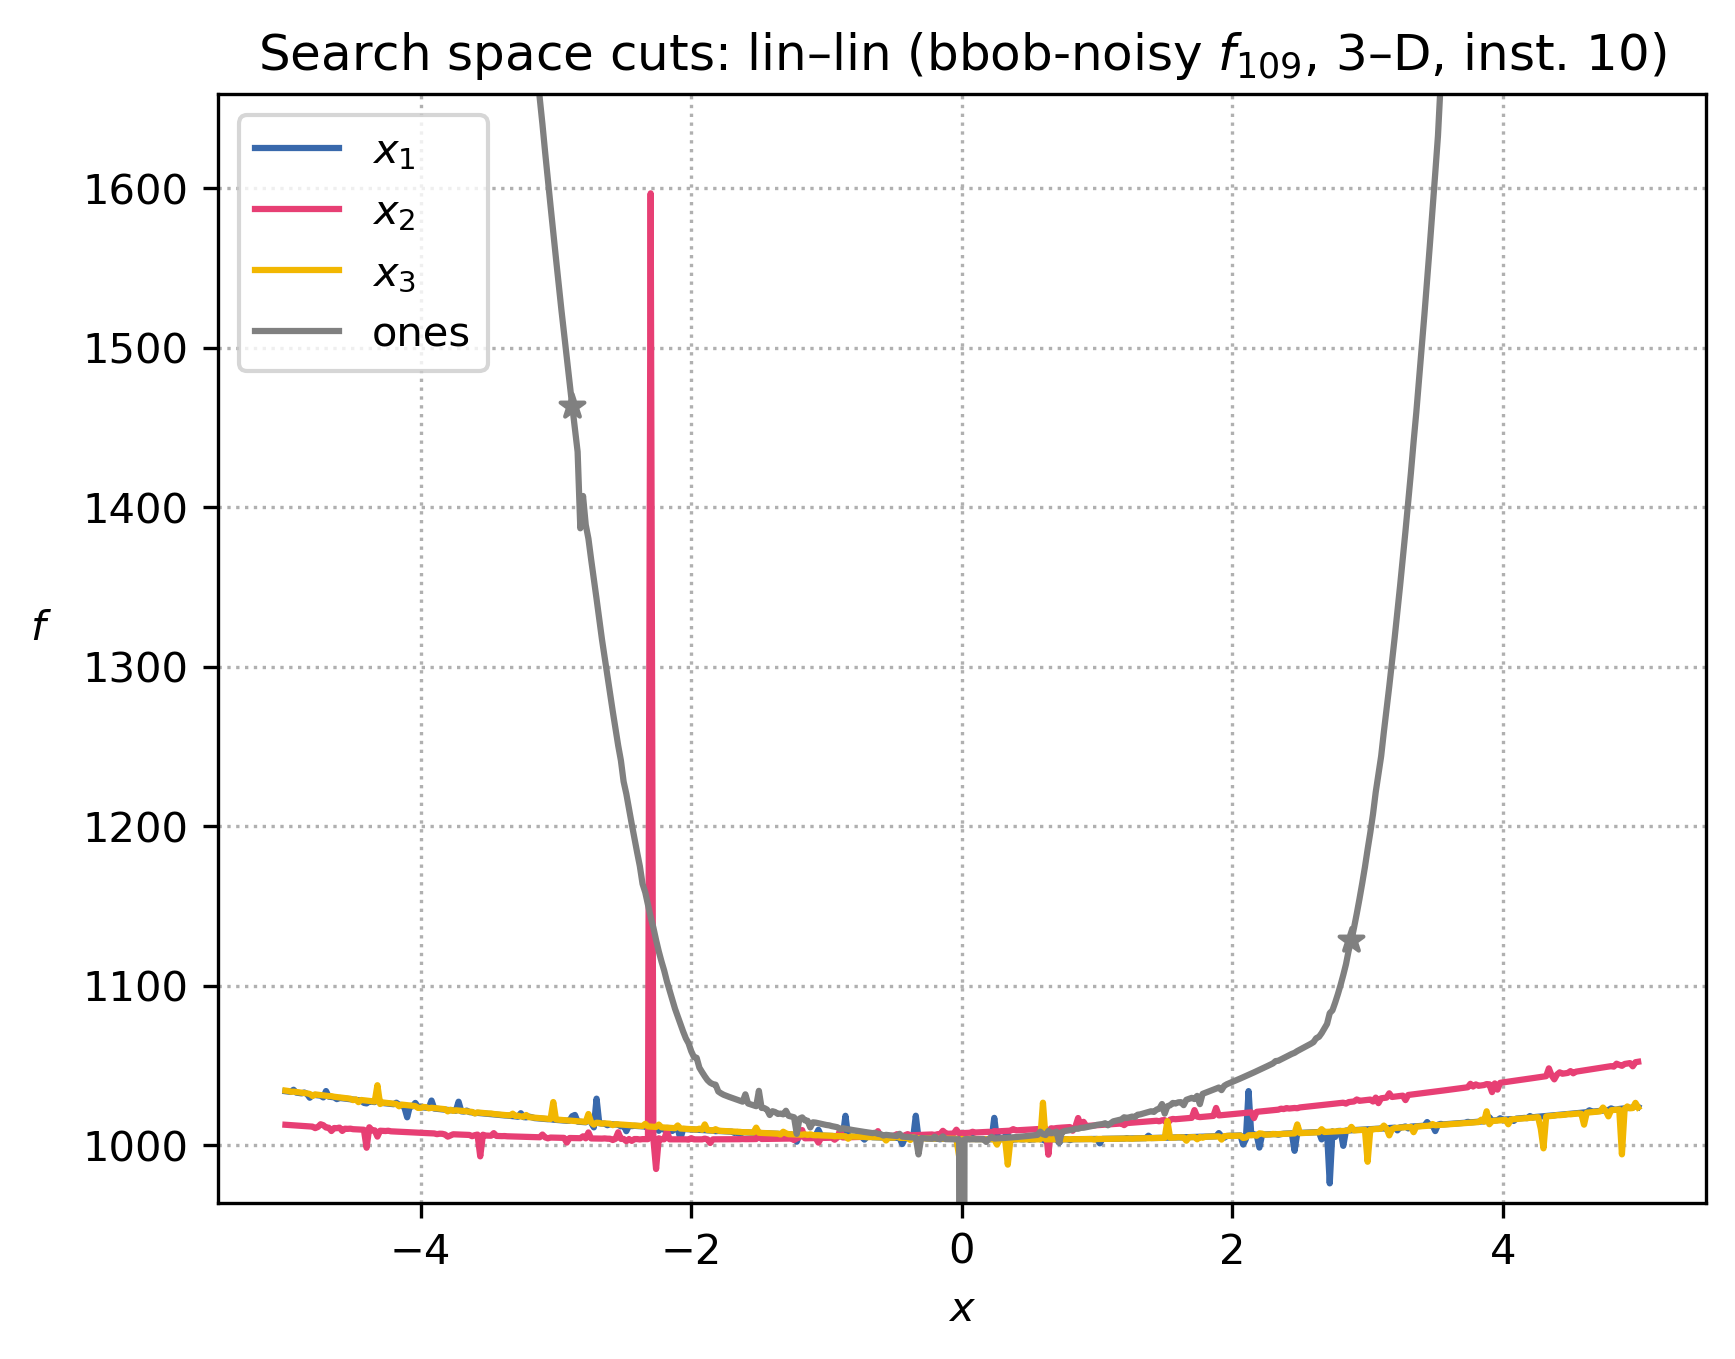 Search space cuts: lin–lin (bbob-noisy f₁₀₉, 3–D, inst. 10)
x₁
x₂
x₃
ones
1600
1500
1400
1300
1200
1100
1000
f
−4 −2 0 2 4
x